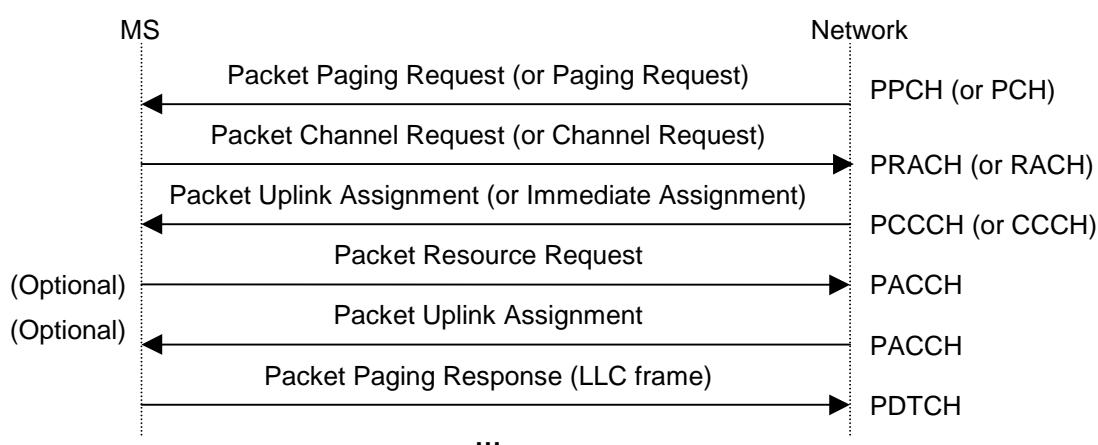 MS
Network
Packet Paging Request (or Paging Request)
PPCH (or PCH)
Packet Channel Request (or Channel Request)
PRACH (or RACH)
Packet Uplink Assignment (or Immediate Assignment)
PCCCH (or CCCH)
Packet Resource Request
(Optional)
PACCH
Packet Uplink Assignment
(Optional)
PACCH
Packet Paging Response (LLC frame)
PDTCH
...